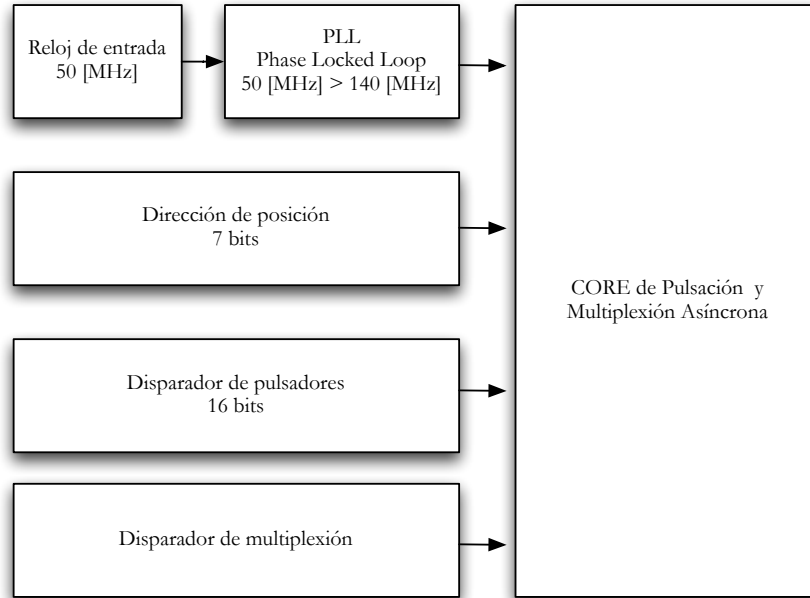 Reloj de entrada
50 [MHz]
PLL
Phase Locked Loop
50 [MHz] > 140 [MHz]
Dirección de posición
7 bits
Disparador de pulsadores
16 bits
Disparador de multiplexión
CORE de Pulsación y
Multiplexión Asíncrona